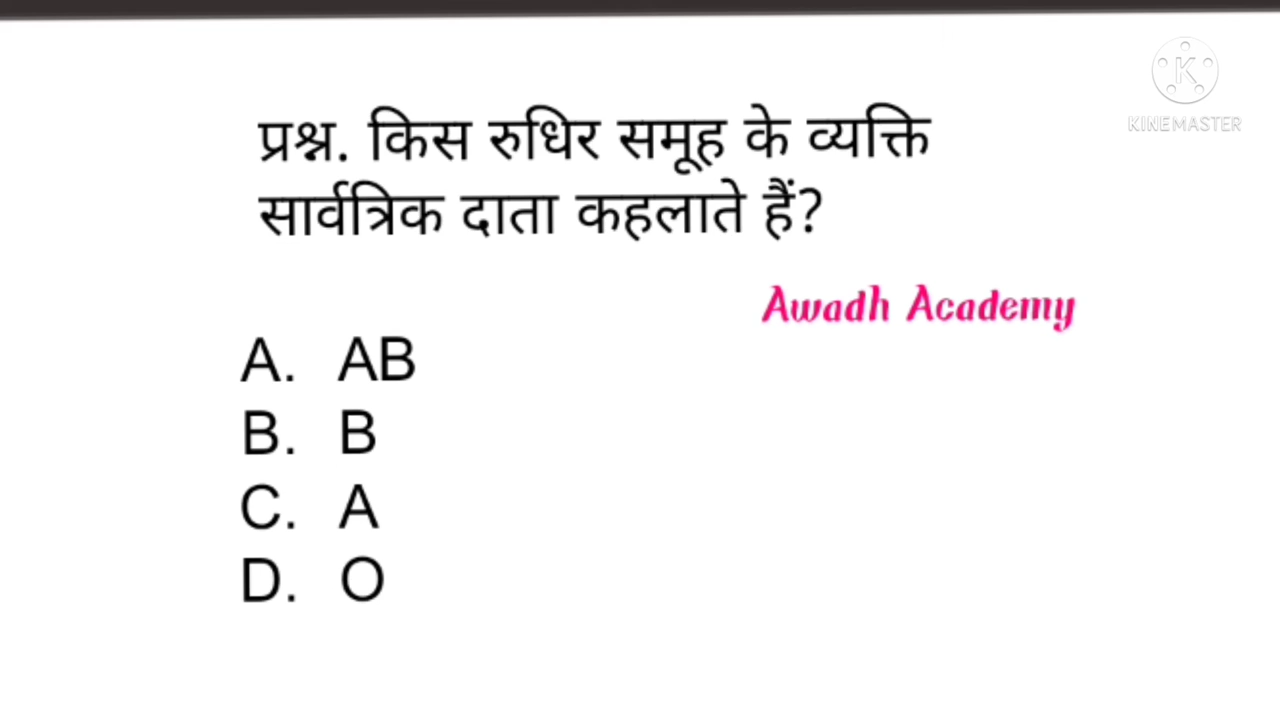 KINEMASTER
प्रश्न. किस रुधिर समूह के व्यक्ति
सार्वत्रिक दाता कहलाते हैं?
Awadh Academy
A. AB
B. B
C. A
D. O